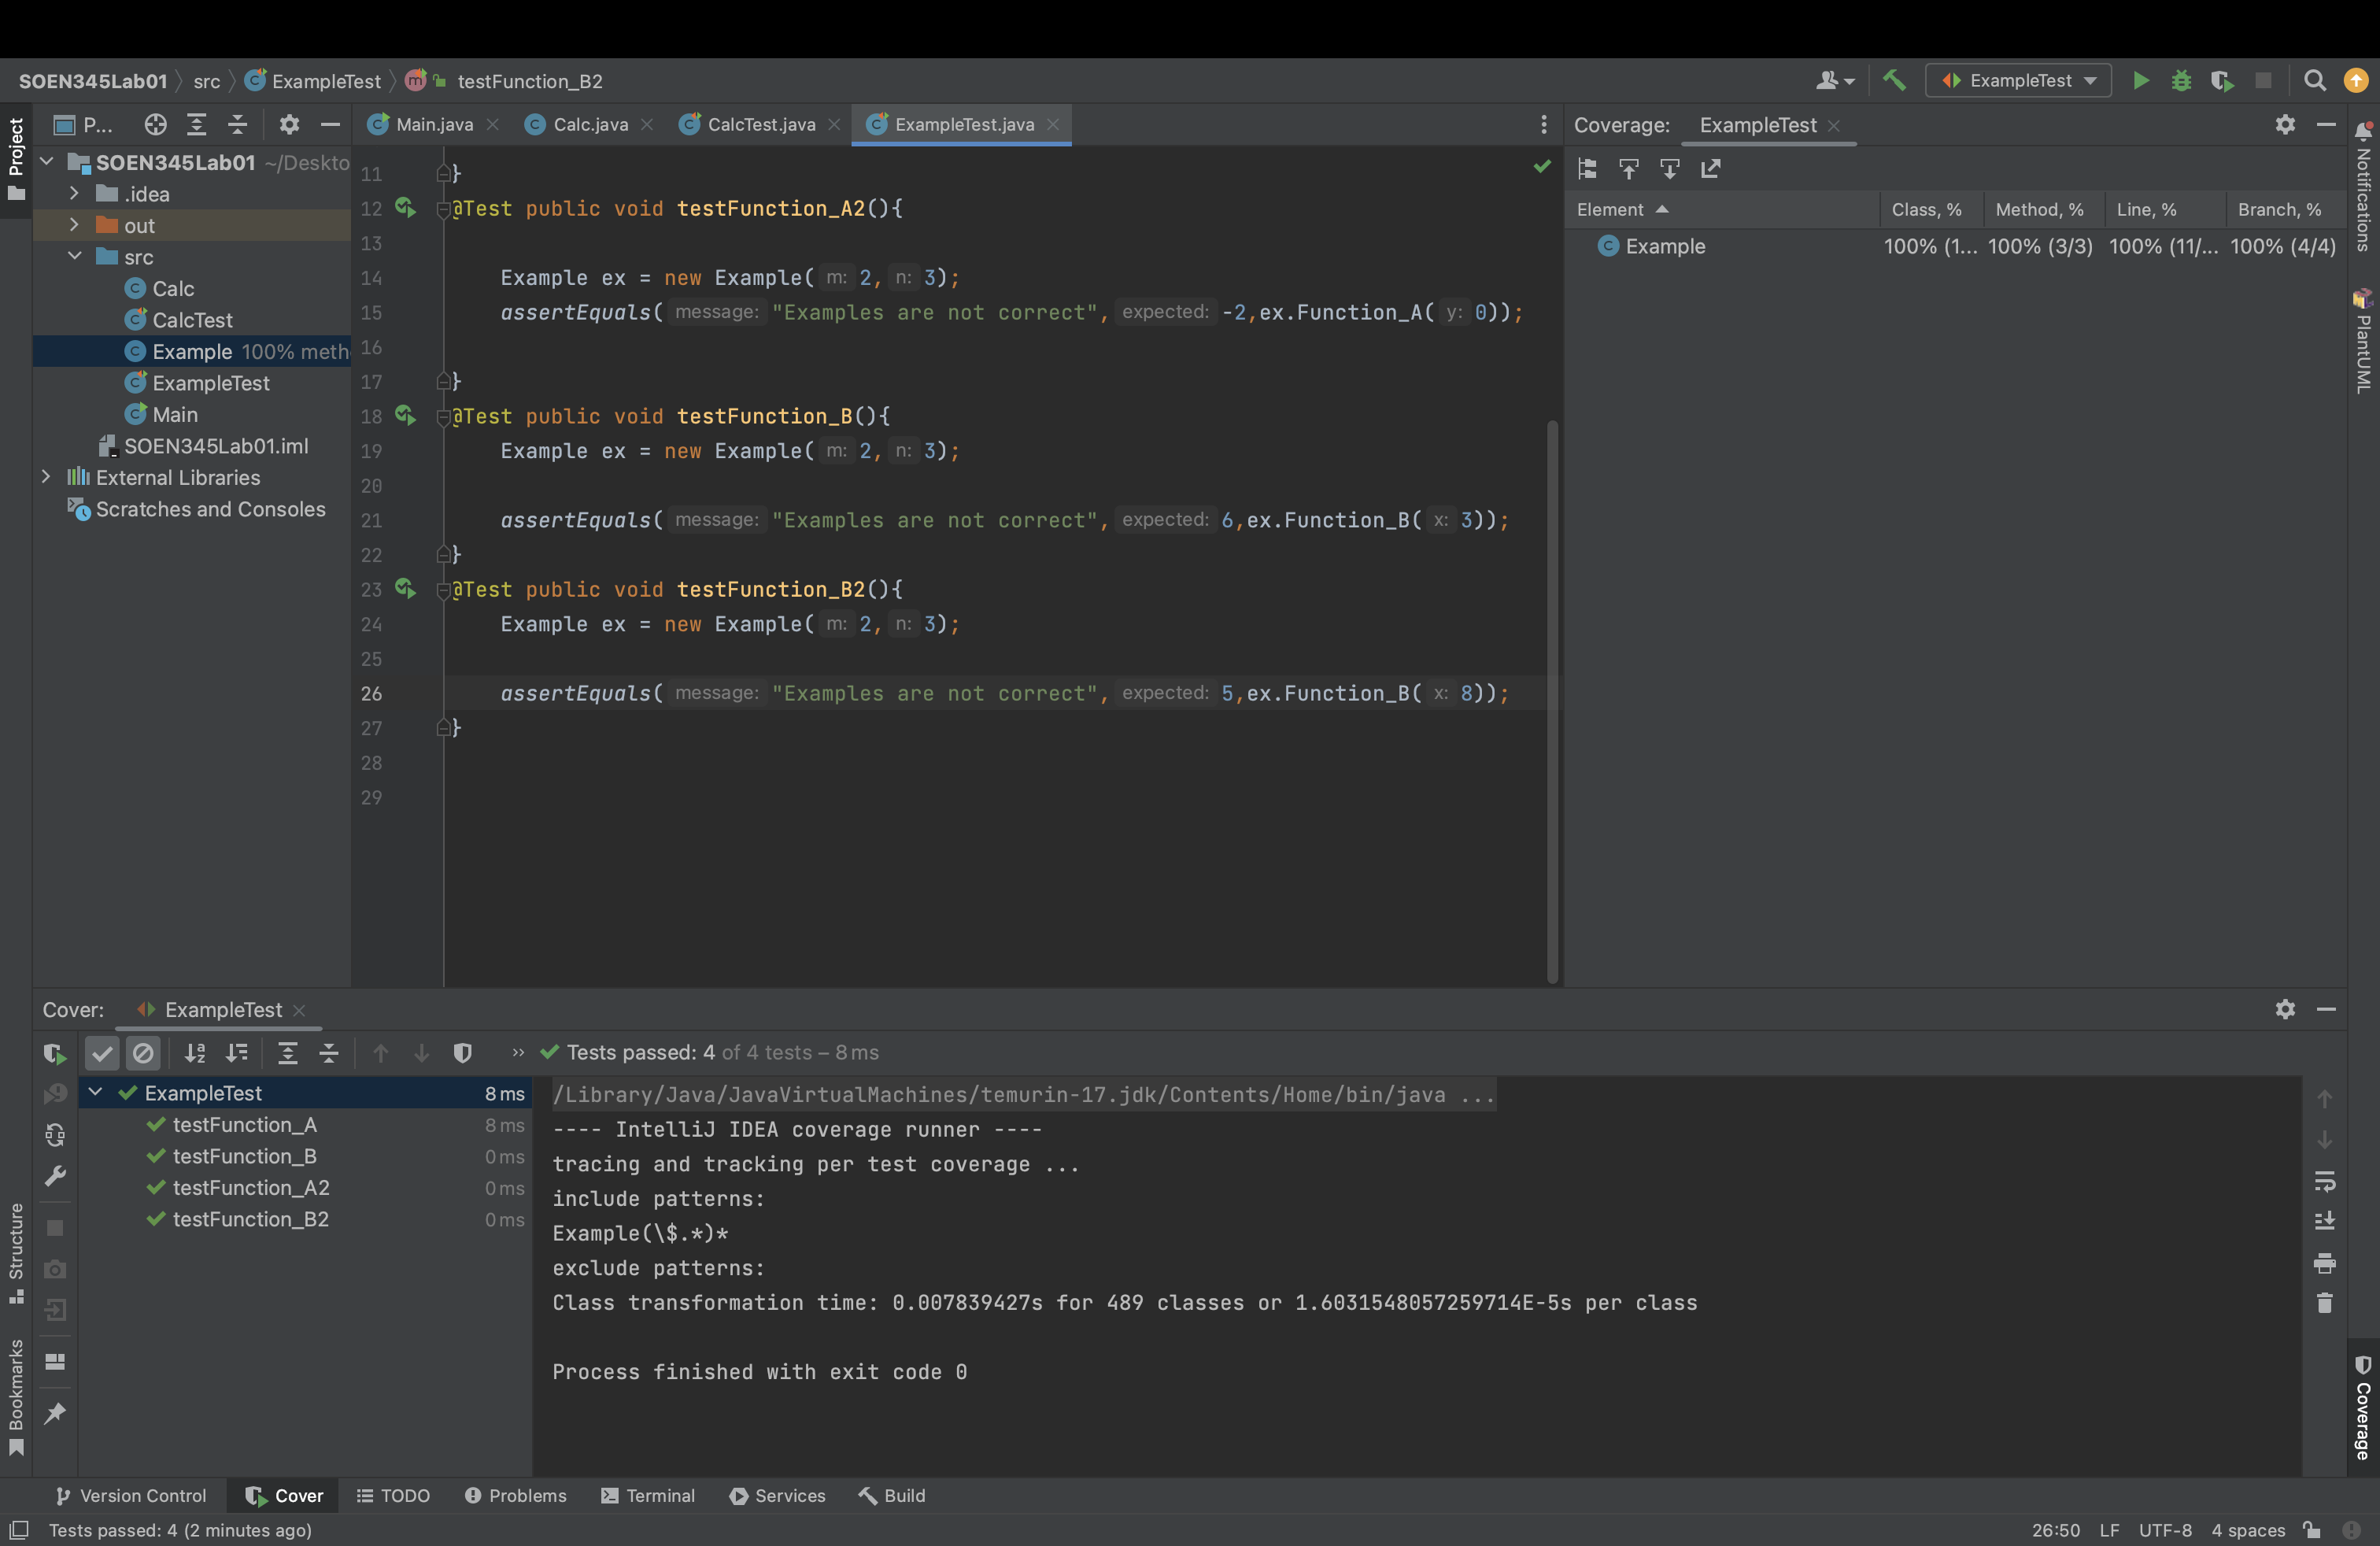 SOEN345Lab01 src ExampleTest testFunction_B2
ExampleTest
Project
P...
SOEN345Lab01 ~/Deskto
.idea
out
src
Calc
CalcTest
Example 100% meth
ExampleTest
Main
SOEN345Lab01.iml
External Libraries
Scratches and Consoles
Main.java
Calc.java
CalcTest.java
ExampleTest.java
11 }
12 @Test public void testFunction_A2(){
13
14 Example ex = new Example( m: 2, n: 3);
15 assertEquals( message: "Examples are not correct", expected: -2,ex.Function_A( y: 0));
16
17 }
18 @Test public void testFunction_B(){
19 Example ex = new Example( m: 2, n: 3);
20
21 assertEquals( message: "Examples are not correct", expected: 6,ex.Function_B( x: 3));
22 }
23 @Test public void testFunction_B2(){
24 Example ex = new Example( m: 2, n: 3);
25
26 assertEquals( message: "Examples are not correct", expected: 5,ex.Function_B( x: 8));
27 }
28
29
Coverage: ExampleTest
Element Class, % Method, % Line, % Branch, %
Example 100% (1... 100% (3/3) 100% (11/... 100% (4/4)
Notifications
PlantUML
Cover: ExampleTest
Tests passed: 4 of 4 tests – 8 ms
ExampleTest 8 ms
testFunction_A 8 ms
testFunction_B 0 ms
testFunction_A2 0 ms
testFunction_B2 0 ms
/Library/Java/JavaVirtualMachines/temurin-17.jdk/Contents/Home/bin/java ...
---- IntelliJ IDEA coverage runner ----
tracing and tracking per test coverage ...
include patterns:
Example(\$.*)*
exclude patterns:
Class transformation time: 0.007839427s for 489 classes or 1.6031548057259714E-5s per class
Process finished with exit code 0
Structure
Bookmarks
Coverage
Version Control Cover TODO Problems Terminal Services Build
Tests passed: 4 (2 minutes ago)
26:50 LF UTF-8 4 spaces